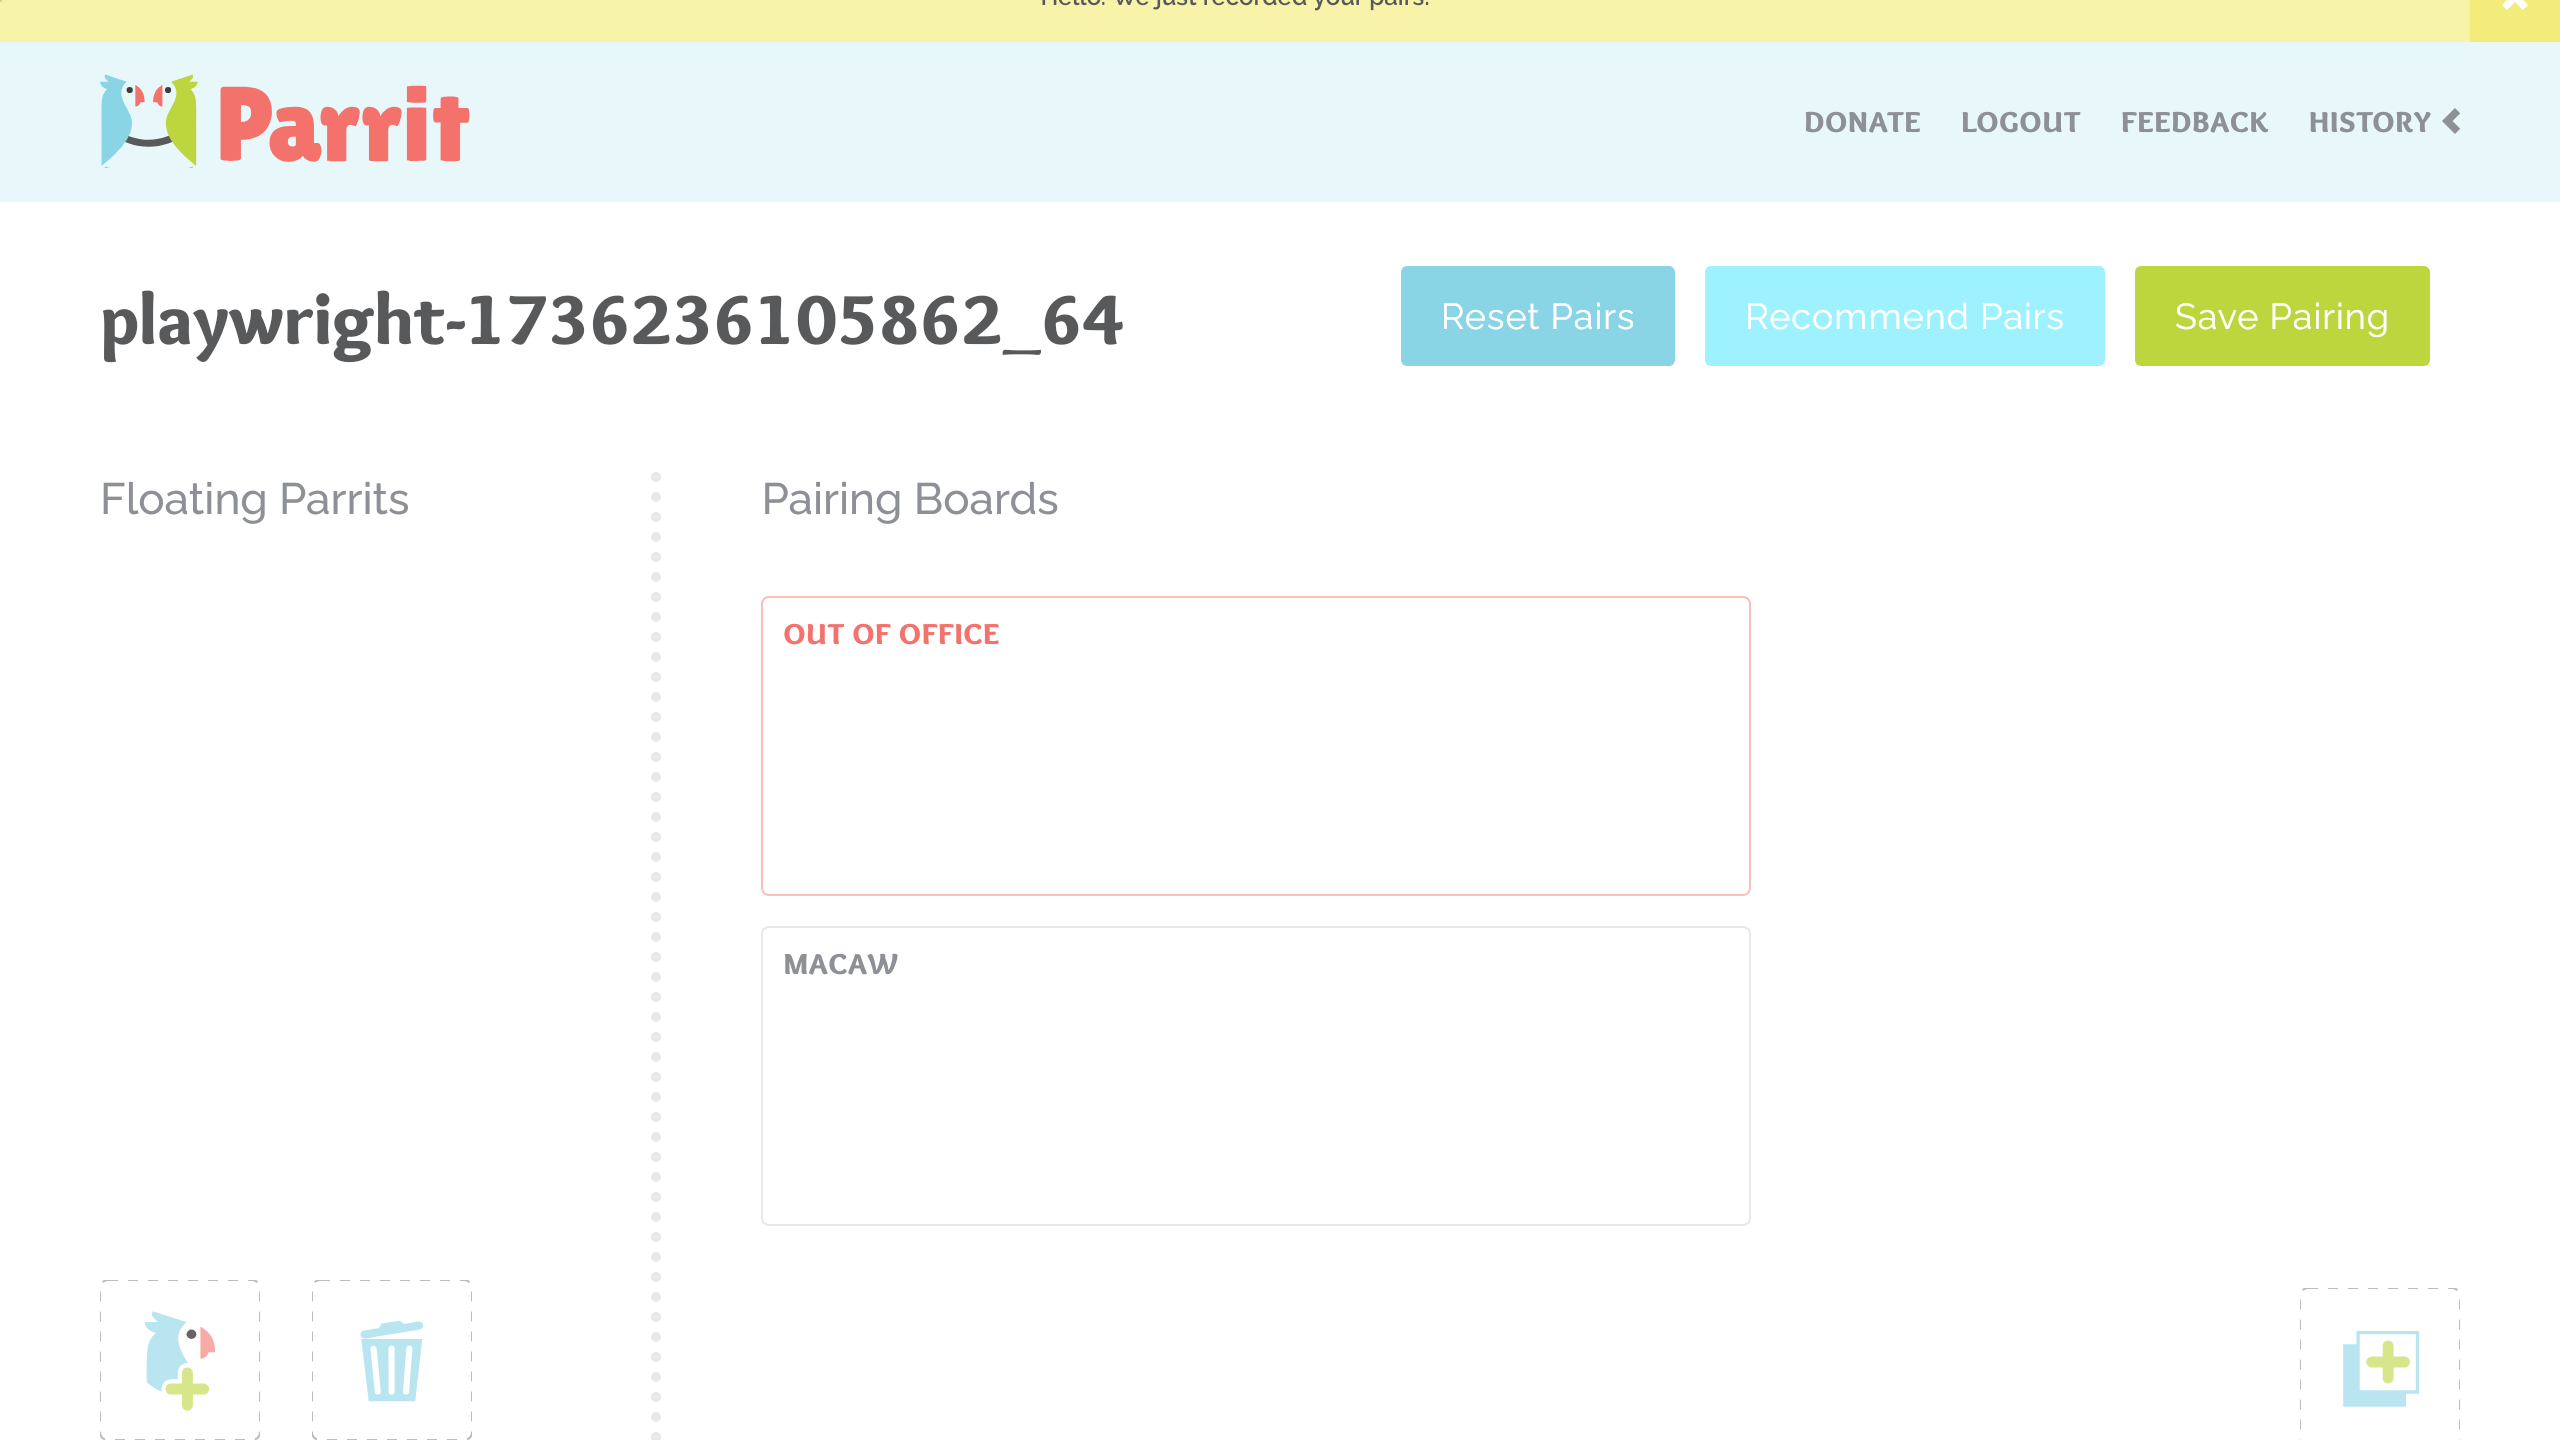 Hello! We just recorded your pairs!
Parrit
DONATE LOGOUT FEEDBACK HISTORY
playwright-1736236105862_64
Reset Pairs
Recommend Pairs
Save Pairing
Floating Parrits
Pairing Boards
OUT OF OFFICE
MACAW